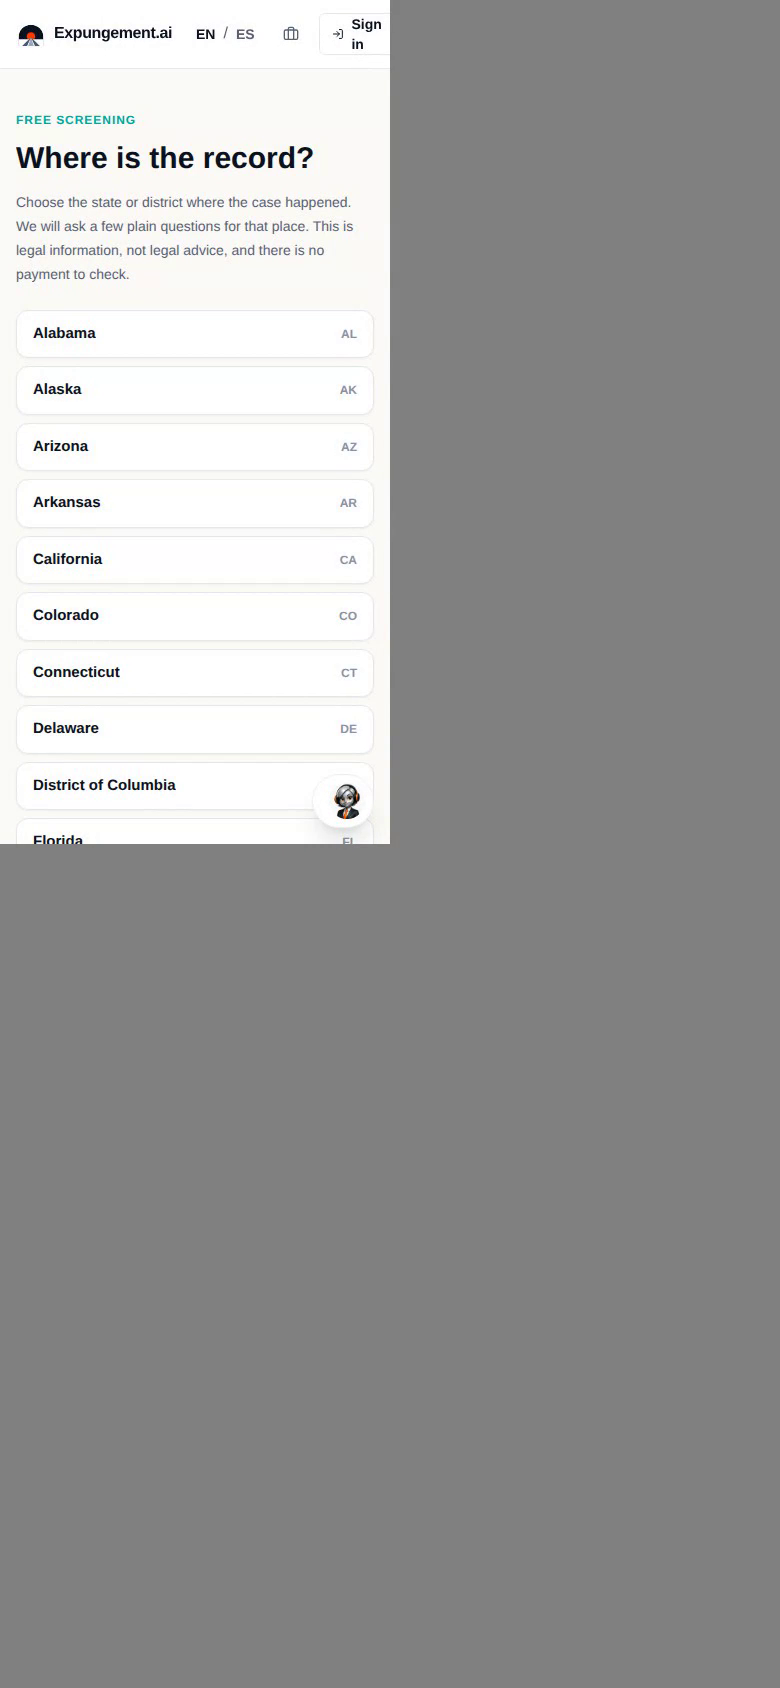 Expungement.ai EN / ES Sign in
FREE SCREENING
Where is the record?
Choose the state or district where the case happened.
We will ask a few plain questions for that place. This is
legal information, not legal advice, and there is no
payment to check.
Alabama AL
Alaska AK
Arizona AZ
Arkansas AR
California CA
Colorado CO
Connecticut CT
Delaware DE
District of Columbia
Florida FL